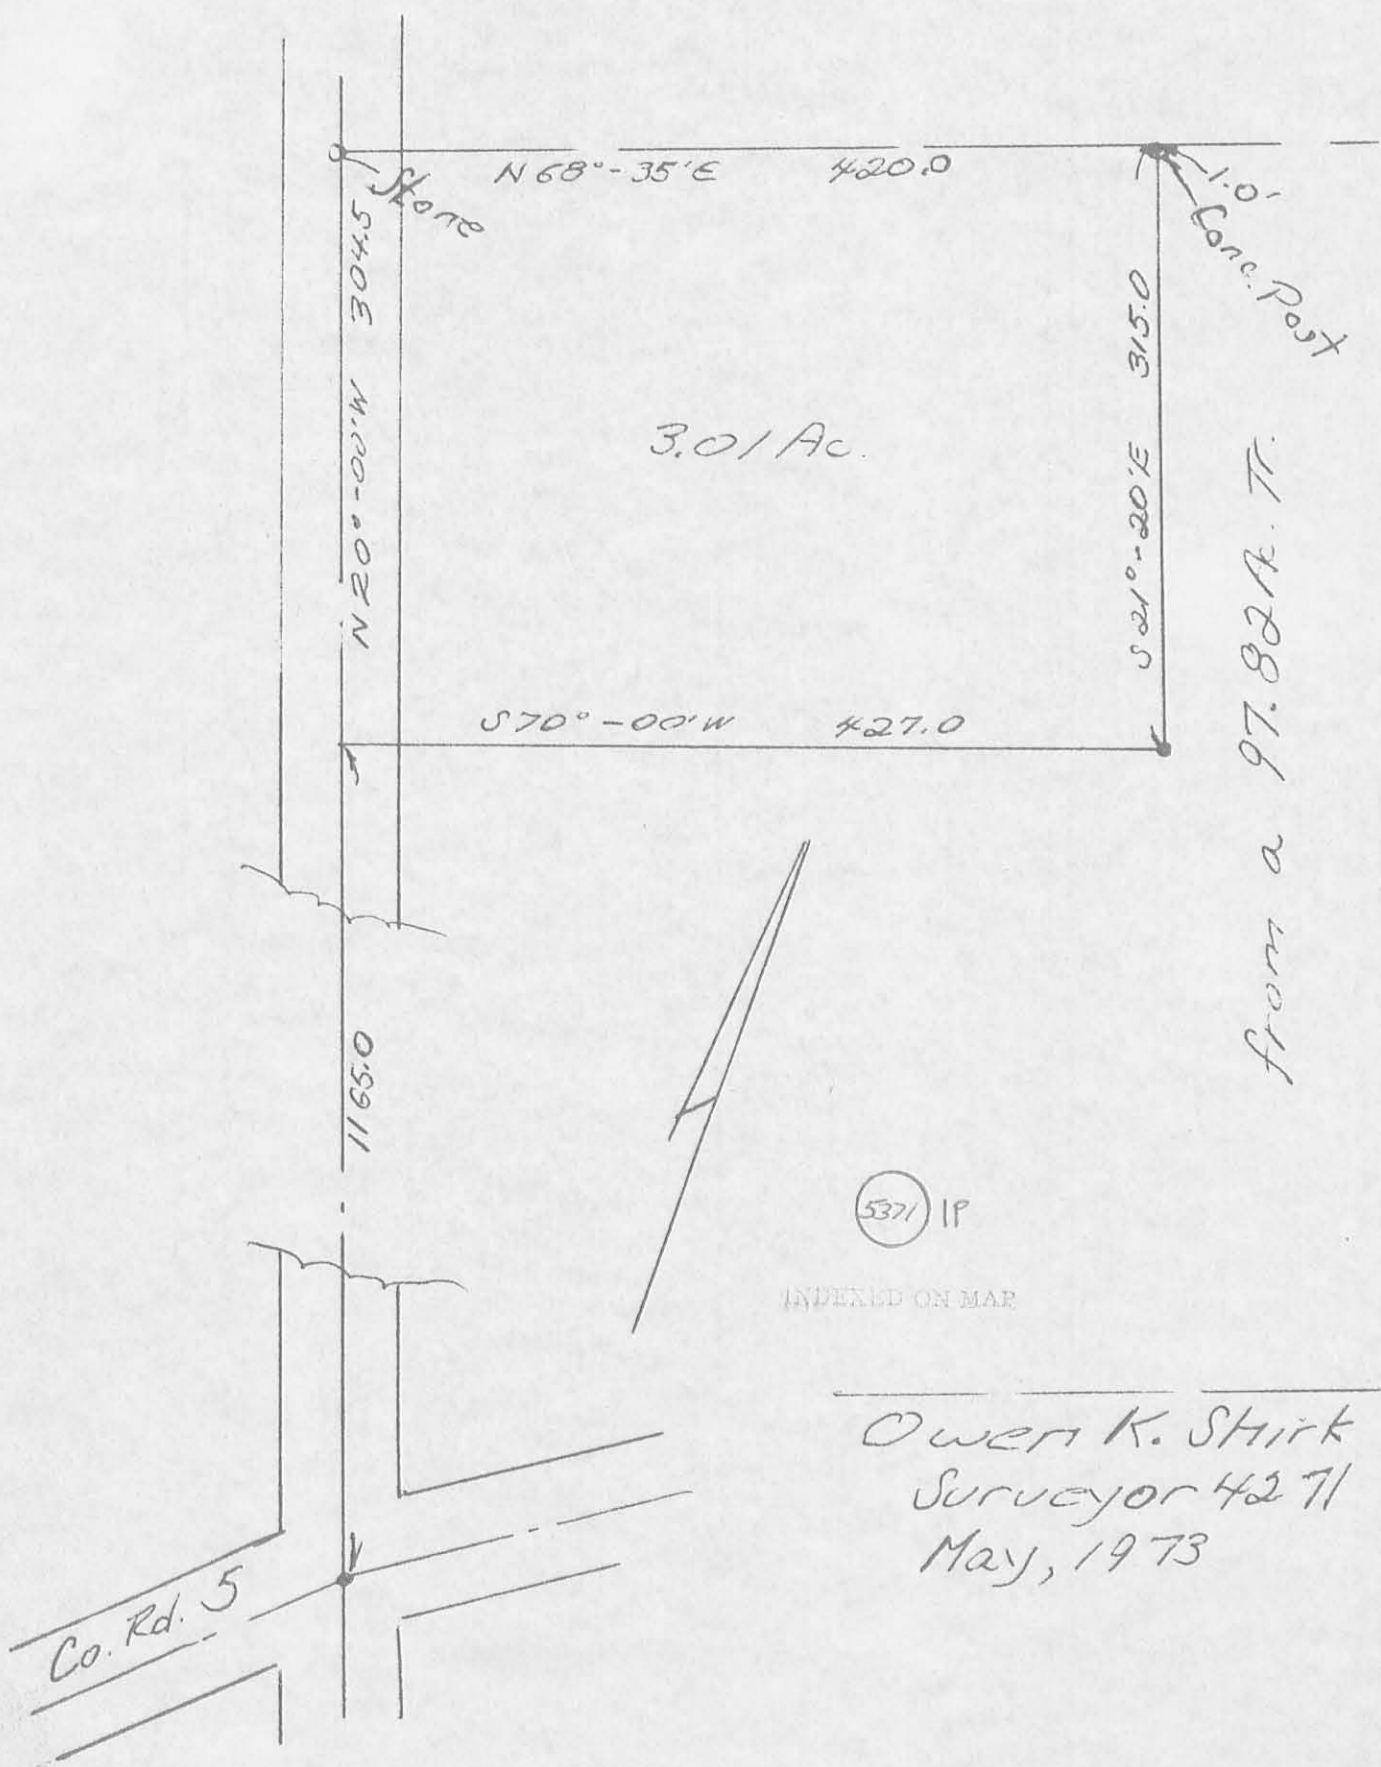 N 68°-35'E 420.0
Stone
1.0'
Conc. Post
N 20°-00'W 304.5
S 21°-20'E 315.0
3.01 Ac.
from a 97.82 A. Tr.
S 70°-00'W 427.0
1165.0
5371 IP
INDEXED ON MAP
Owen K. Shirk
Surveyor 4271
May, 1973
Co. Rd. 5